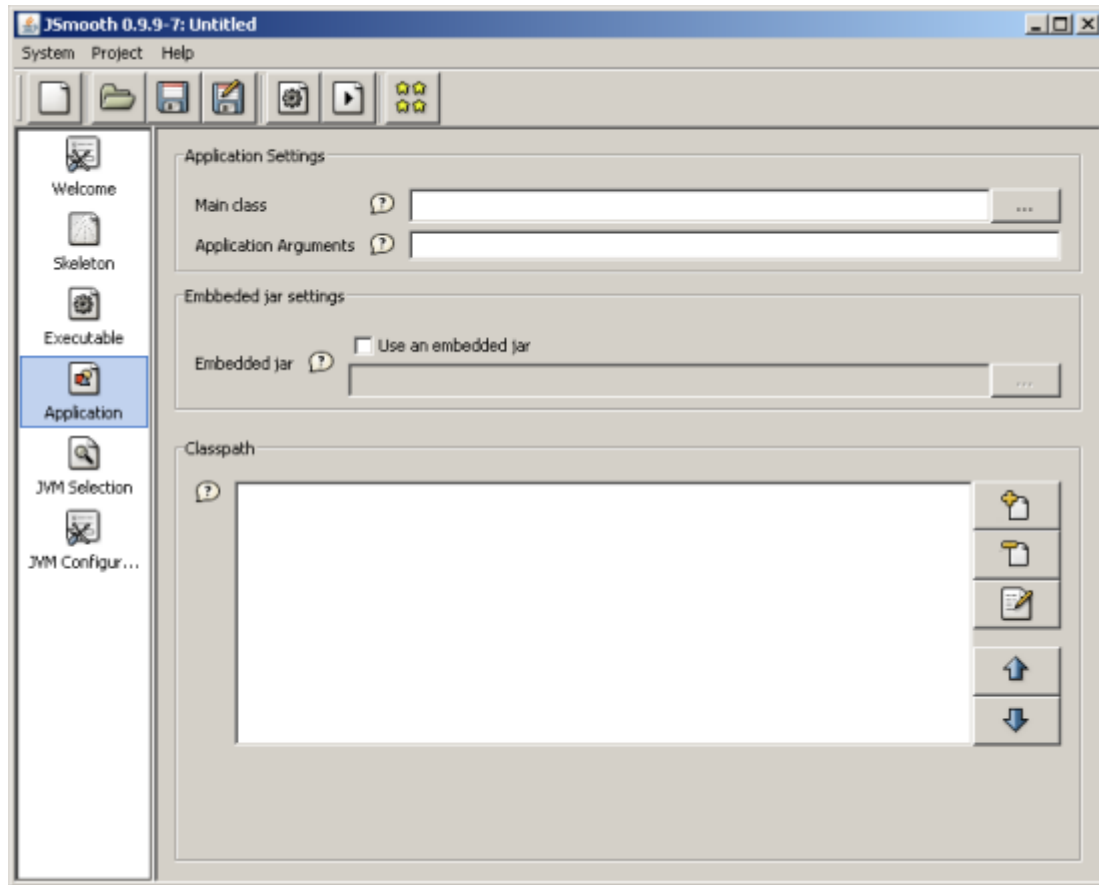 JSmooth 0.9.9-7: Untitled
System Project Help
Welcome
Skeleton
Executable
Application
JVM Selection
JVM Configur...
Application Settings
Main class
...
Application Arguments
Embbeded jar settings
Use an embedded jar
Embedded jar
...
Classpath